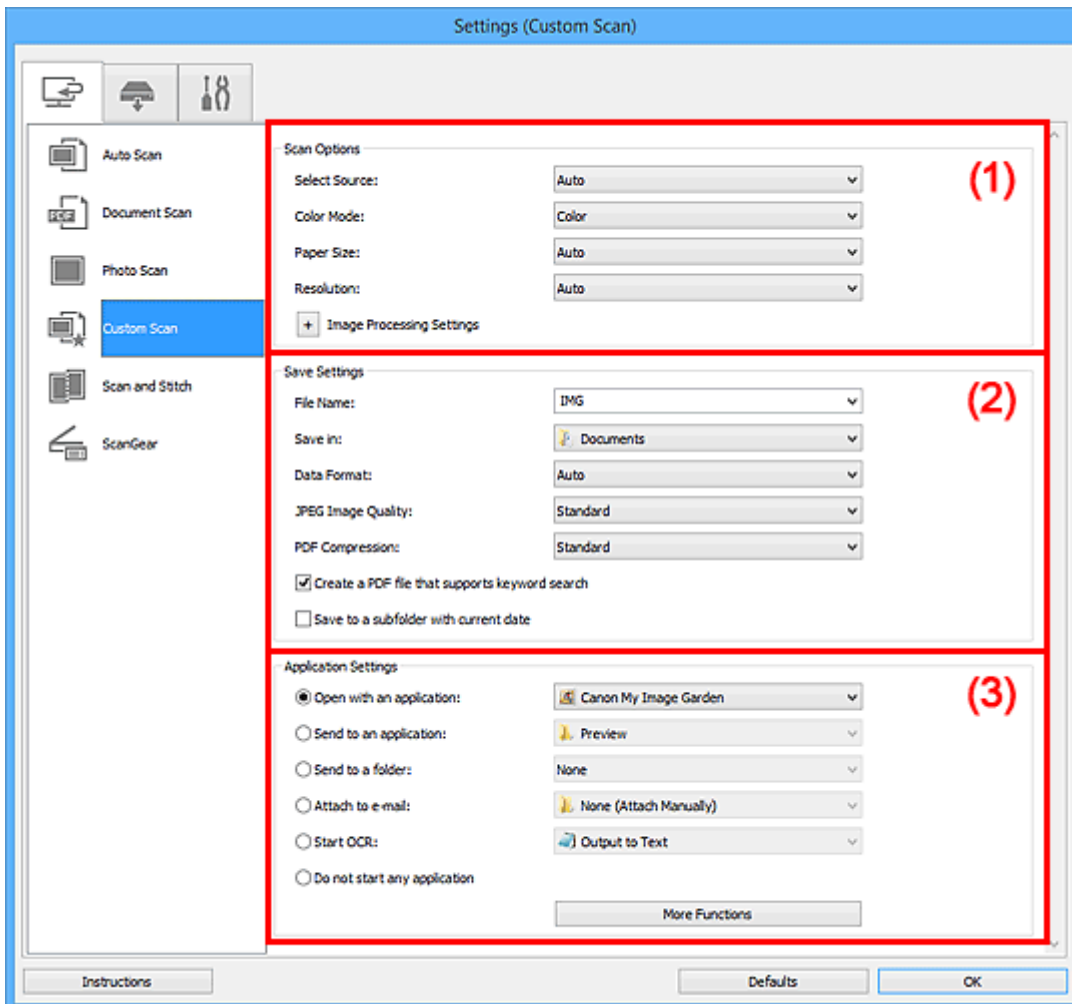 Settings (Custom Scan)
Auto Scan
Document Scan
PDF
Photo Scan
Custom Scan
Scan and Stitch
ScanGear
Scan Options
(1)
Select Source: Auto
Color Mode: Color
Paper Size: Auto
Resolution: Auto
+ Image Processing Settings
Save Settings
(2)
File Name: IMG
Save in: Documents
Data Format: Auto
JPEG Image Quality: Standard
PDF Compression: Standard
Create a PDF file that supports keyword search
Save to a subfolder with current date
Application Settings
(3)
Open with an application: Canon My Image Garden
Send to an application: Preview
Send to a folder: None
Attach to e-mail: None (Attach Manually)
Start OCR: Output to Text
Do not start any application
More Functions
Instructions Defaults OK